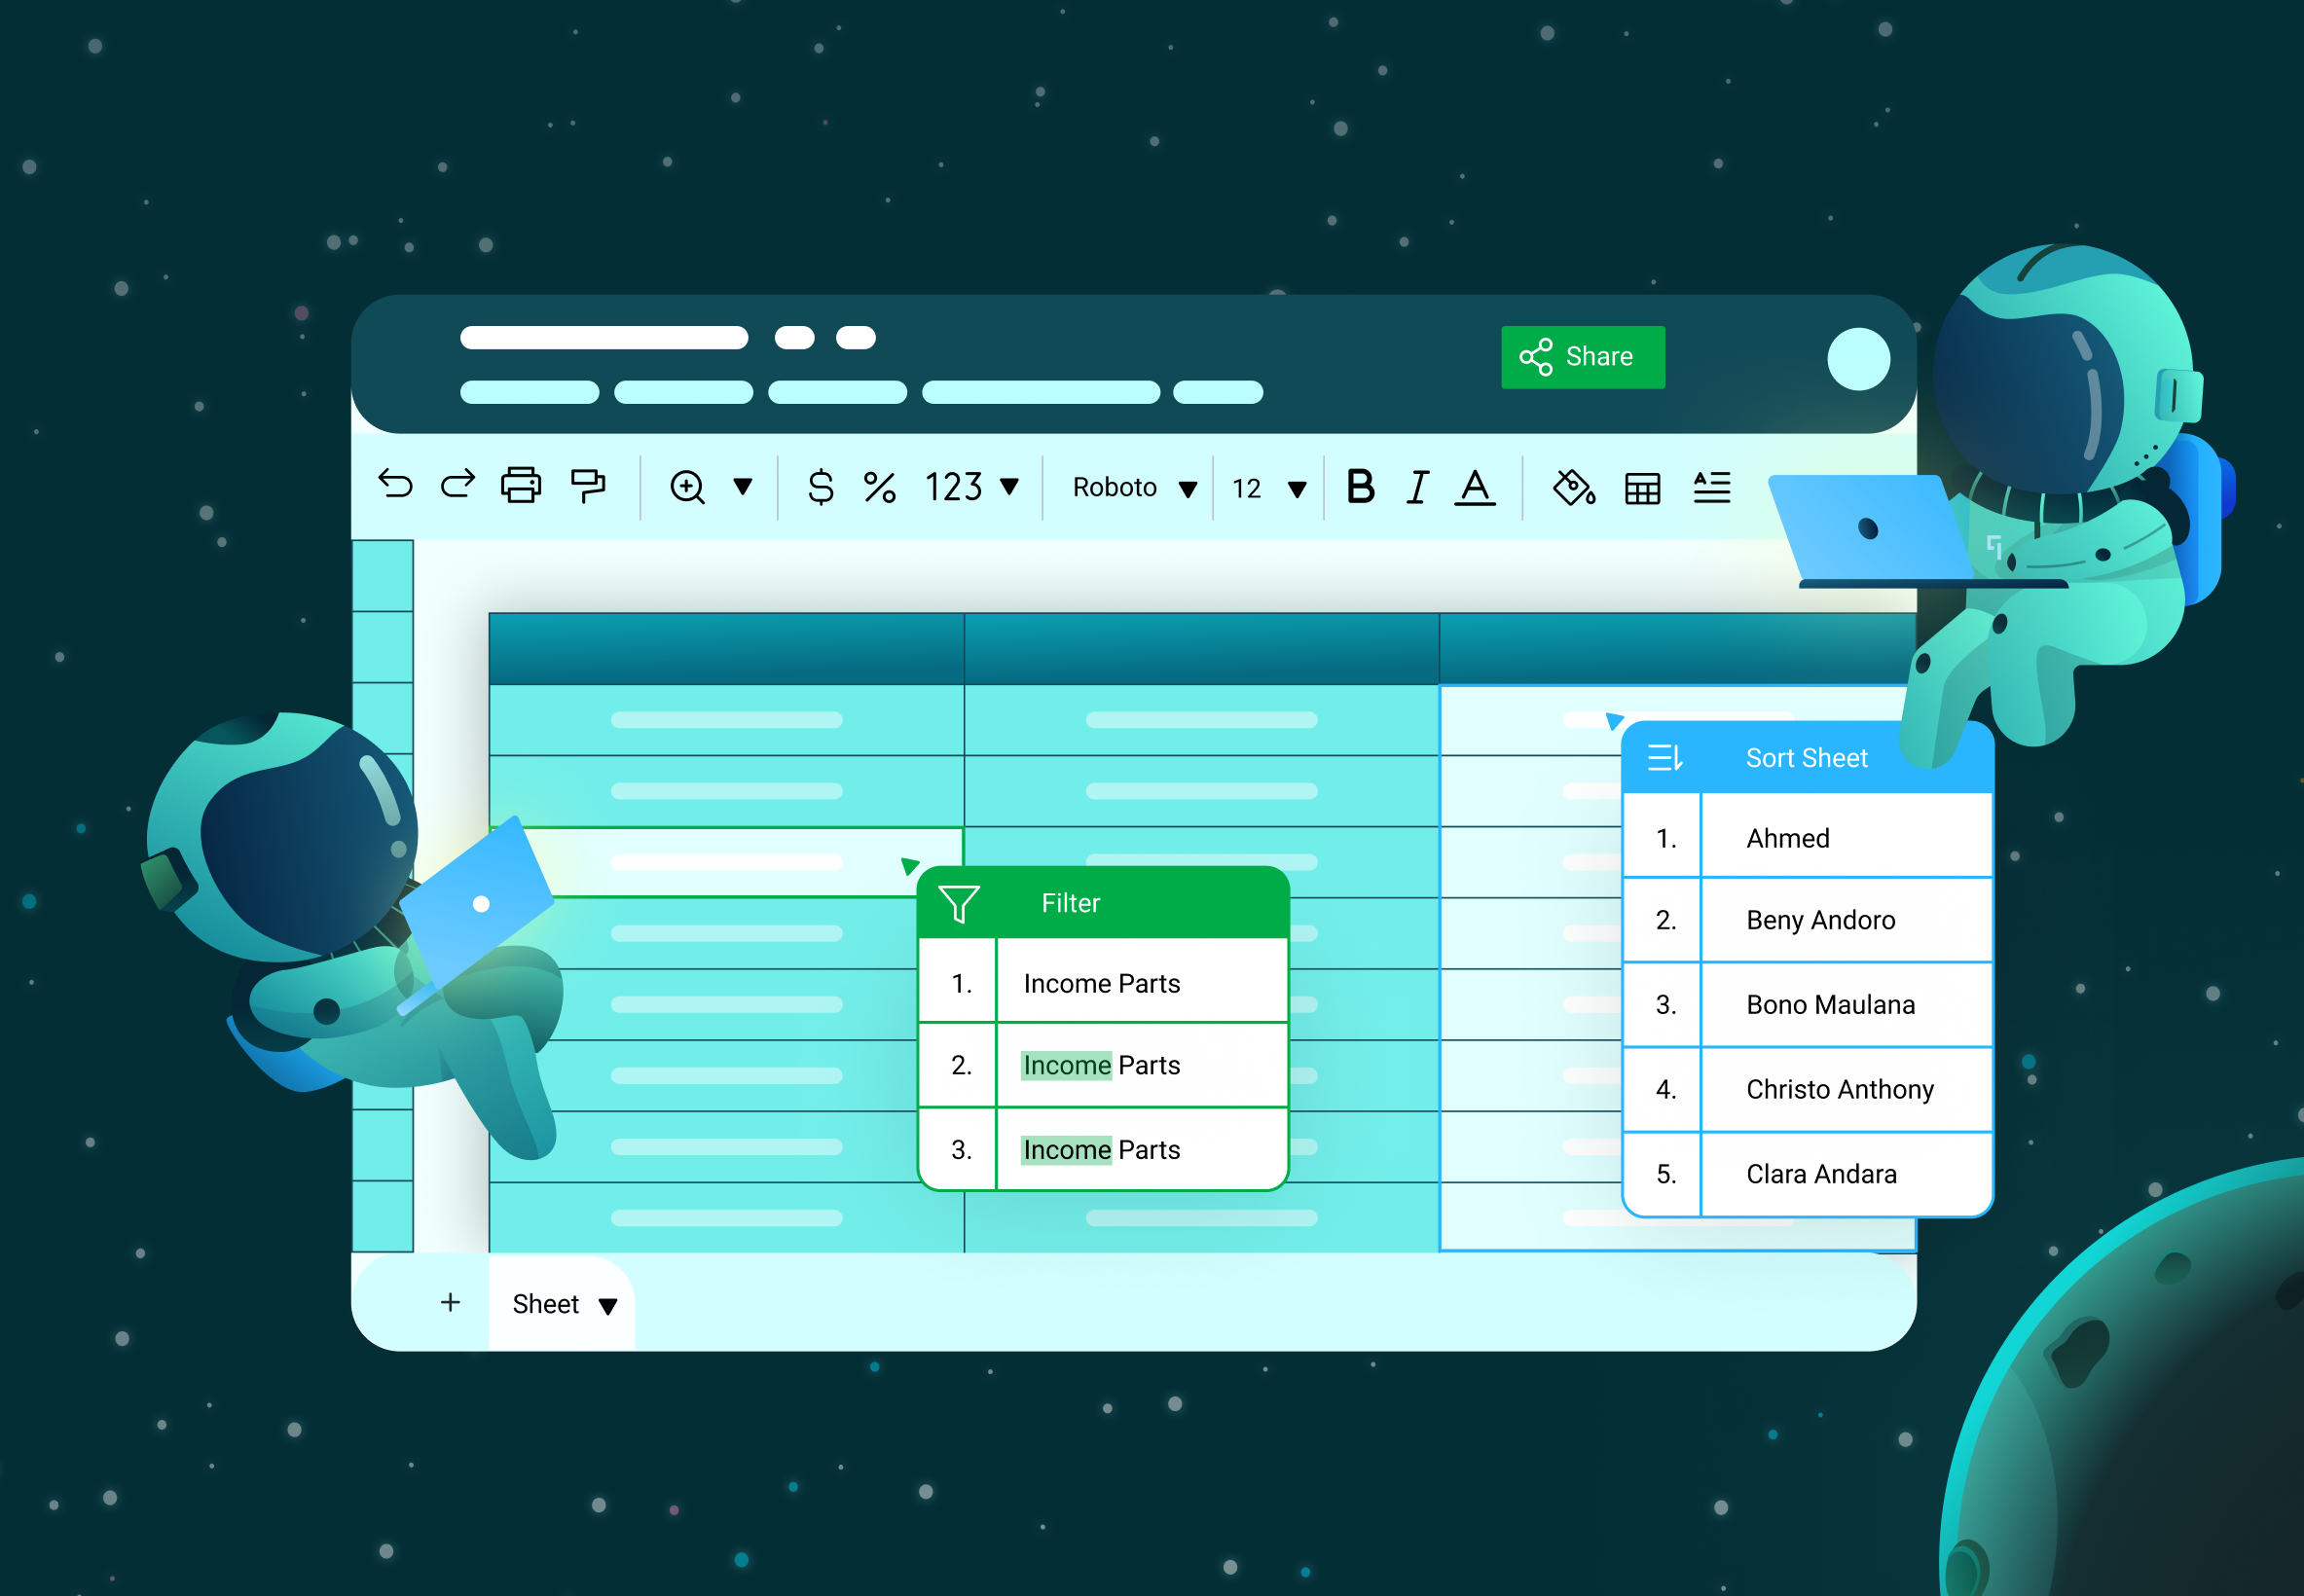 Share
$ % 123 Roboto 12 B I A
Filter
1. Income Parts
2. Income Parts
3. Income Parts
Sort Sheet
1. Ahmed
2. Beny Andoro
3. Bono Maulana
4. Christo Anthony
5. Clara Andara
+ Sheet